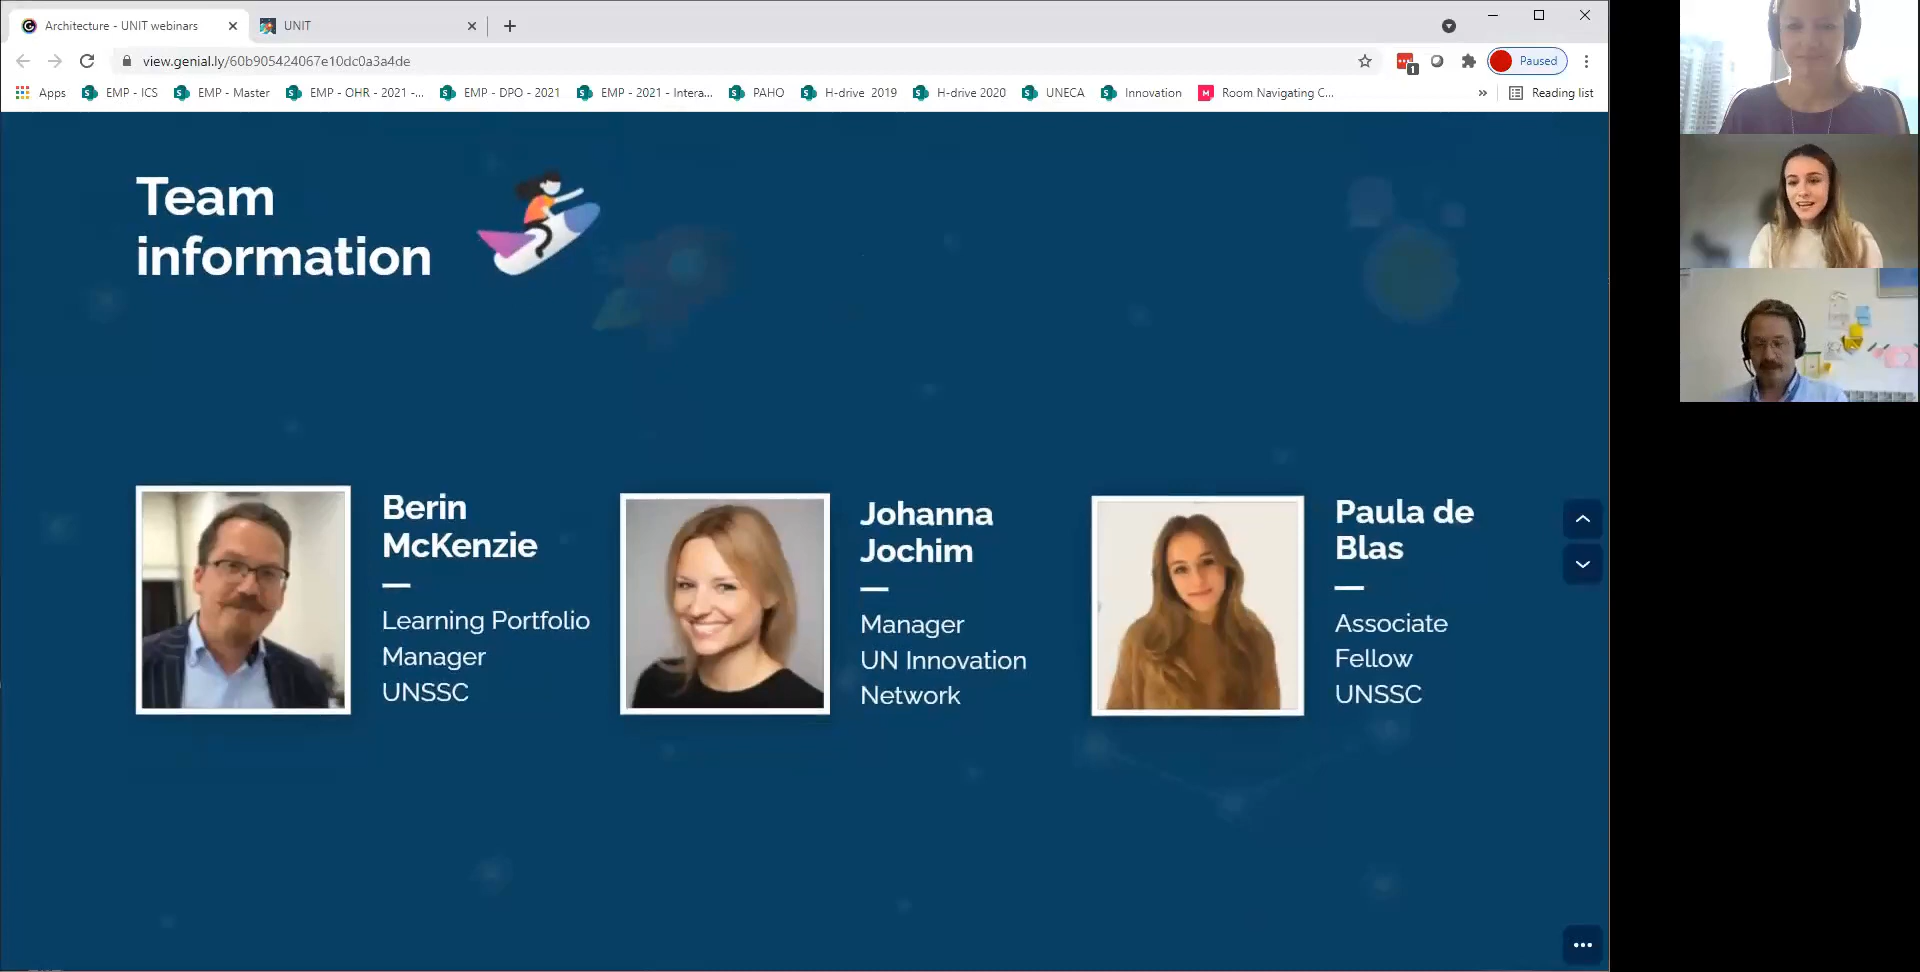 Architecture - UNIT webinars
UNIT
view.genial.ly/60b905424067e10dc0a3a4de
1
Paused
Apps
EMP - ICS
EMP - Master
EMP - OHR - 2021 -...
EMP - DPO - 2021
EMP - 2021 - Intera...
PAHO
H-drive 2019
H-drive 2020
UNECA
Innovation
Room Navigating C...
»
Reading list
Team
information
Berin
McKenzie
Learning Portfolio
Manager
UNSSC
Johanna
Jochim
Manager
UN Innovation
Network
Paula de
Blas
Associate
Fellow
UNSSC